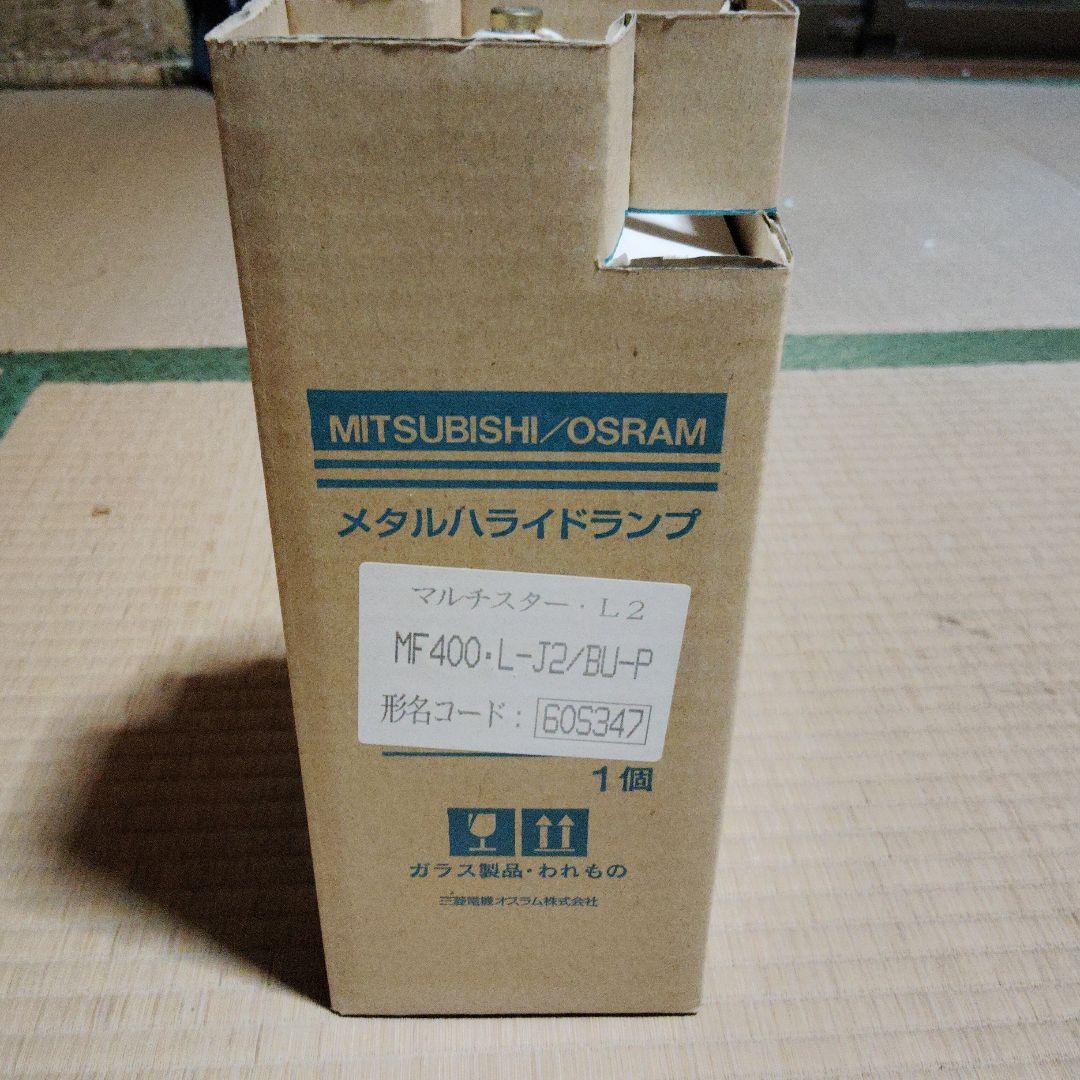 MITSUBISHI/OSRAM
メタルハライドランプ
マルチスター・L2
MF400・L-J2/BU-P
形名コード：60S347
1個
ガラス製品・われもの
三菱電機オスラム株式会社